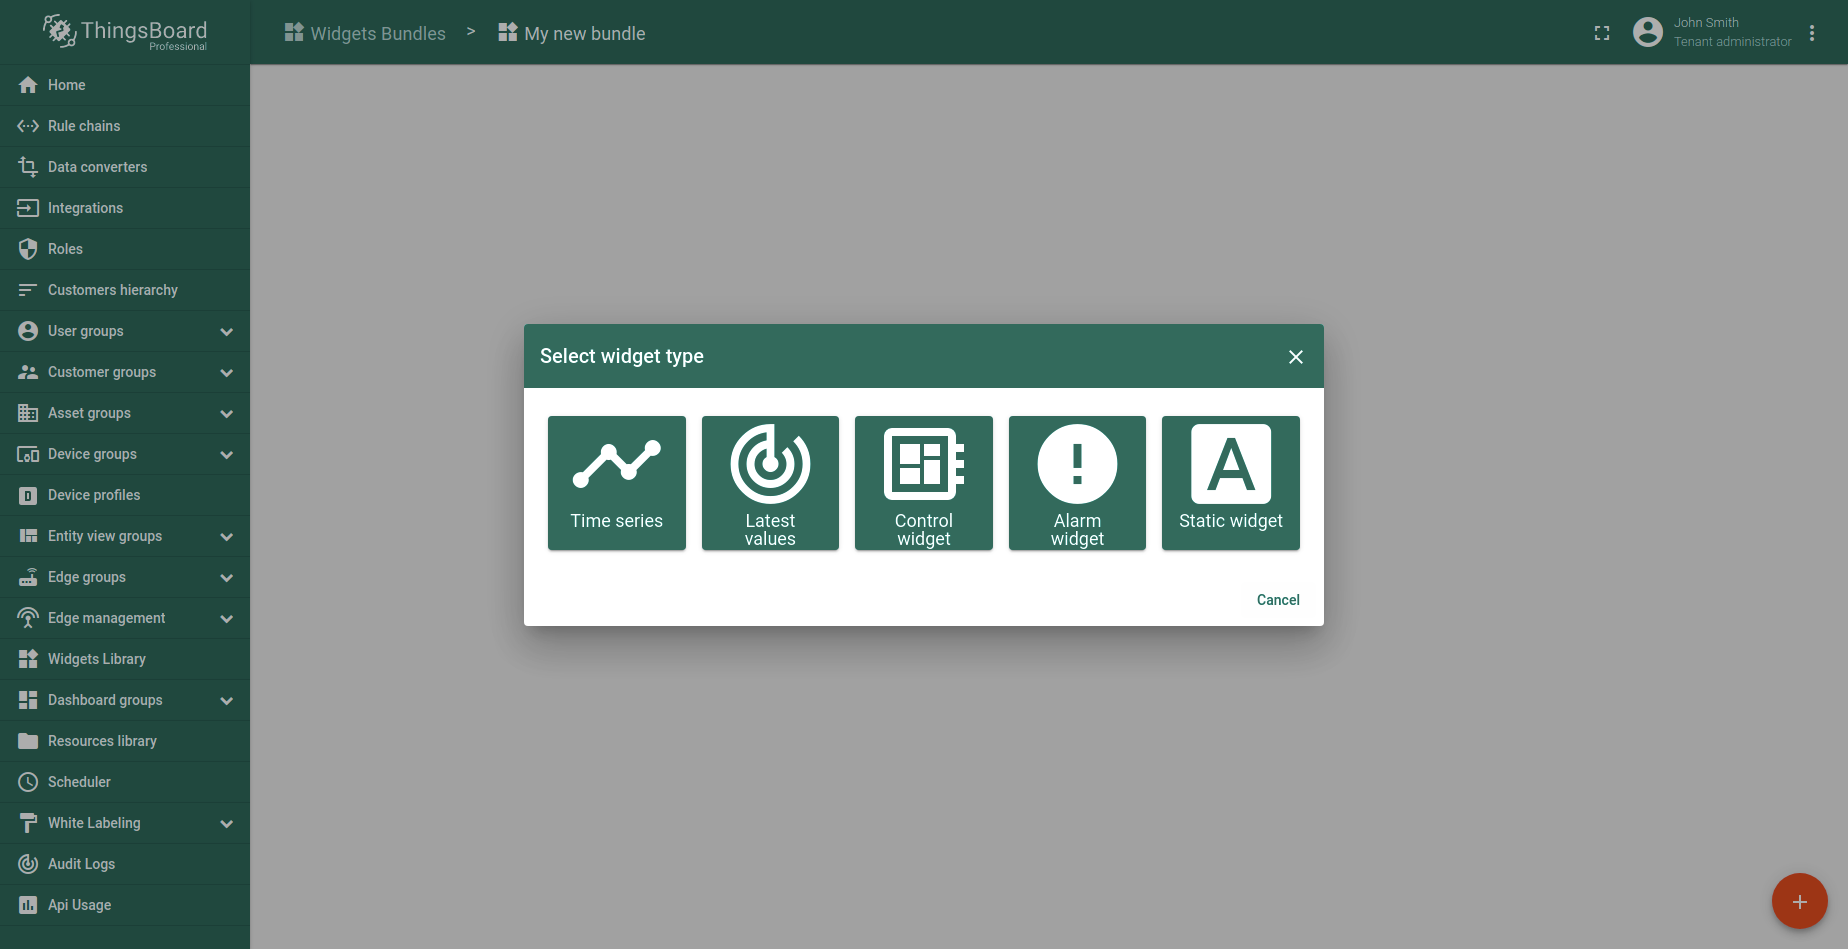 ThingsBoard
Professional
Widgets Bundles > My new bundle
John Smith
Tenant administrator
Home
Rule chains
Data converters
Integrations
Roles
Customers hierarchy
User groups
Customer groups
Asset groups
Device groups
Device profiles
Entity view groups
Edge groups
Edge management
Widgets Library
Dashboard groups
Resources library
Scheduler
White Labeling
Audit Logs
Api Usage
Select widget type
Time series
Latest
values
Control
widget
Alarm
widget
Static widget
Cancel